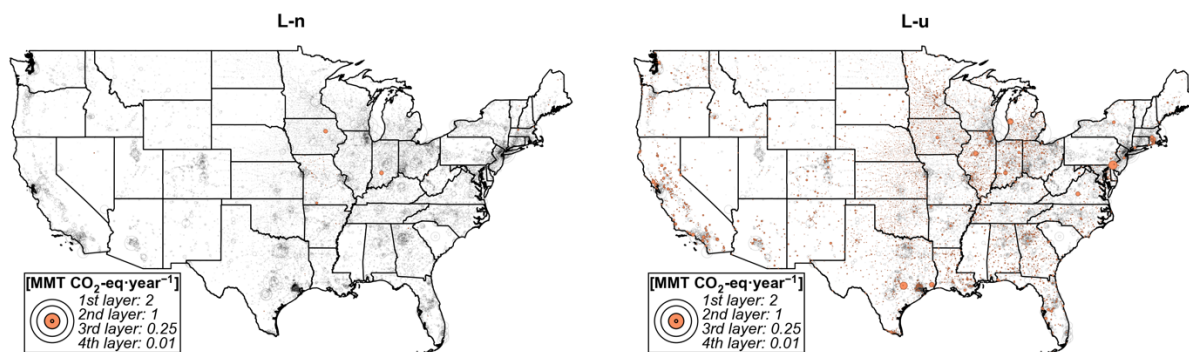 L-n
[MMT CO₂-eq·year⁻¹]
1st layer: 2
2nd layer: 1
3rd layer: 0.25
4th layer: 0.01
L-u
[MMT CO₂-eq·year⁻¹]
1st layer: 2
2nd layer: 1
3rd layer: 0.25
4th layer: 0.01